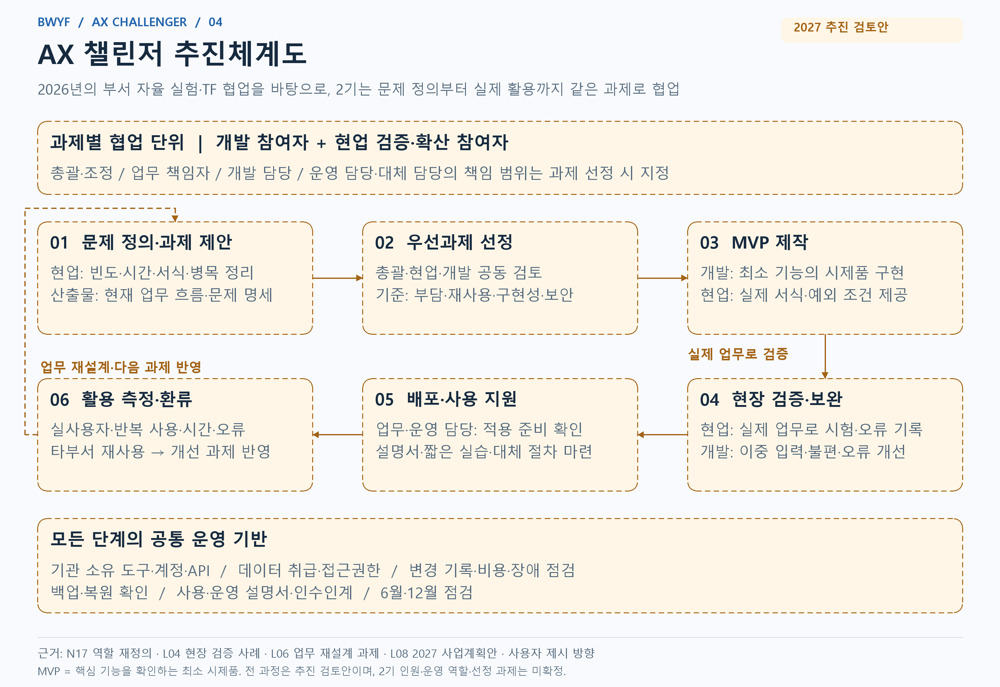 BWYF / AX CHALLENGER / 04
2027 추진 검토안
AX 챌린저 추진체계도
2026년의 부서 자율 실험·TF 협업을 바탕으로, 2기는 문제 정의부터 실제 활용까지 같은 과제로 협업
과제별 협업 단위 | 개발 참여자 + 현업 검증·확산 참여자
총괄·조정 / 업무 책임자 / 개발 담당 / 운영 담당·대체 담당의 책임 범위는 과제 선정 시 지정
01 문제 정의·과제 제안
현업: 빈도·시간·서식·병목 정리
산출물: 현재 업무 흐름·문제 명세
02 우선과제 선정
총괄·현업·개발 공동 검토
기준: 부담·재사용·구현성·보안
03 MVP 제작
개발: 최소 기능의 시제품 구현
현업: 실제 서식·예외 조건 제공
실제 업무로 검증
업무 재설계·다음 과제 반영
06 활용 측정·환류
실사용자·반복 사용·시간·오류
타부서 재사용 → 개선 과제 반영
05 배포·사용 지원
업무·운영 담당: 적용 준비 확인
설명서·짧은 실습·대체 절차 마련
04 현장 검증·보완
현업: 실제 업무로 시험·오류 기록
개발: 이중 입력·불편·오류 개선
모든 단계의 공통 운영 기반
기관 소유 도구·계정·API / 데이터 취급·접근권한 / 변경 기록·비용·장애 점검
백업·복원 확인 / 사용·운영 설명서·인수인계 / 6월·12월 점검
근거: N17 역할 재정의 · L04 현장 검증 사례 · L06 업무 재설계 과제 · L08 2027 사업계획안 · 사용자 제시 방향
MVP = 핵심 기능을 확인하는 최소 시제품. 전 과정은 추진 검토안이며, 2기 인원·운영 역할·선정 과제는 미확정.